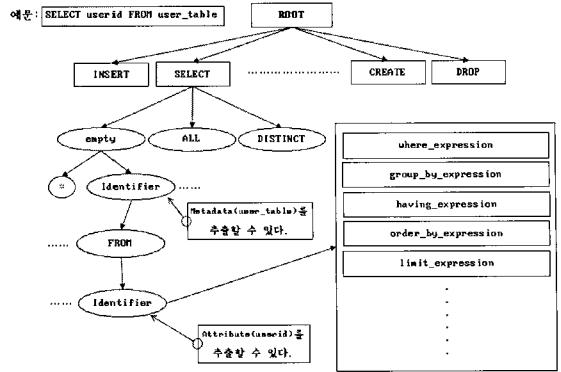 예문: SELECT userid FROM user_table
ROOT
INSERT
SELECT
..................
CREATE
DROP
empty
ALL
DISTINCT
*
Identifier
......
Metadata(user_table)를
추출할 수 있다.
......
FROM
......
Identifier
Attribute(userid)를
추출할 수 있다.
where_expression
group_by_expression
having_expression
order_by_expression
limit_expression